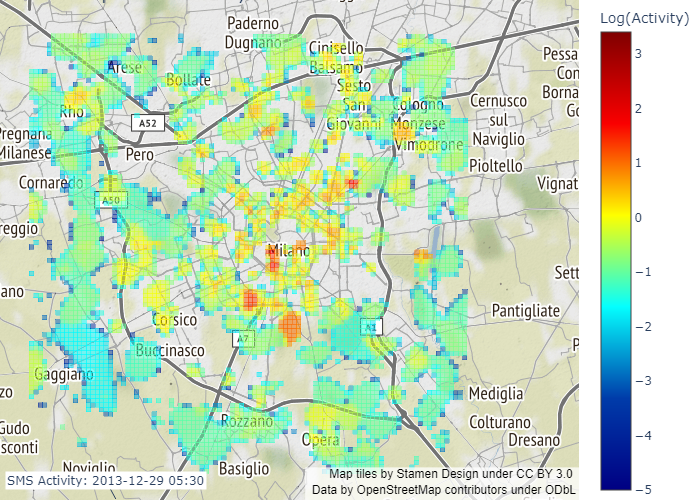 Log(Activity)
Paderno
Dugnano
Cinisello
Balsamo
Arese
Bollate
Sesto
San
Giovanni
Rho
A52
Cologno
Monzese
Vimodrone
Pessa
Con
Borna
Go
Cernusco
sul
Naviglio
Pregnana
Milanese
Pero
Pioltello
Cornaredo
A50
Vignat
reggio
Milano
Sett
ano
Corsico
A7
A1
Pantigliate
P
Buccinasco
Gaggiano
zo
Mediglia
Rozzano
Opera
Colturano
Dresano
Gudo
sconti
Noviglio
Basiglio
SMS Activity: 2013-12-29 05:30
Map tiles by Stamen Design under CC BY 3.0
Data by OpenStreetMap contributors under ODbL
3
2
1
0
−1
−2
−3
−4
−5